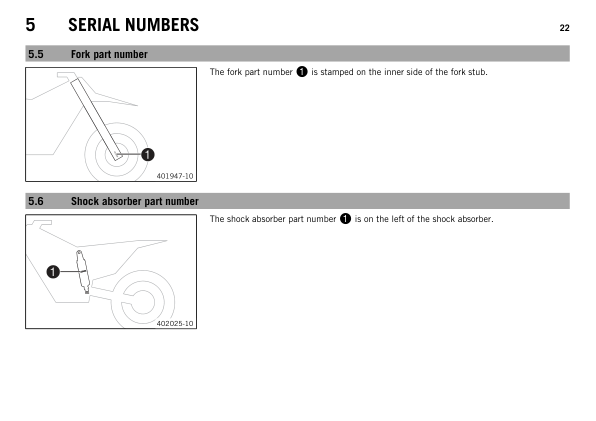 5 SERIAL NUMBERS 22
5.5 Fork part number
The fork part number 1 is stamped on the inner side of the fork stub.
1
401947-10
5.6 Shock absorber part number
The shock absorber part number 1 is on the left of the shock absorber.
1
402025-10